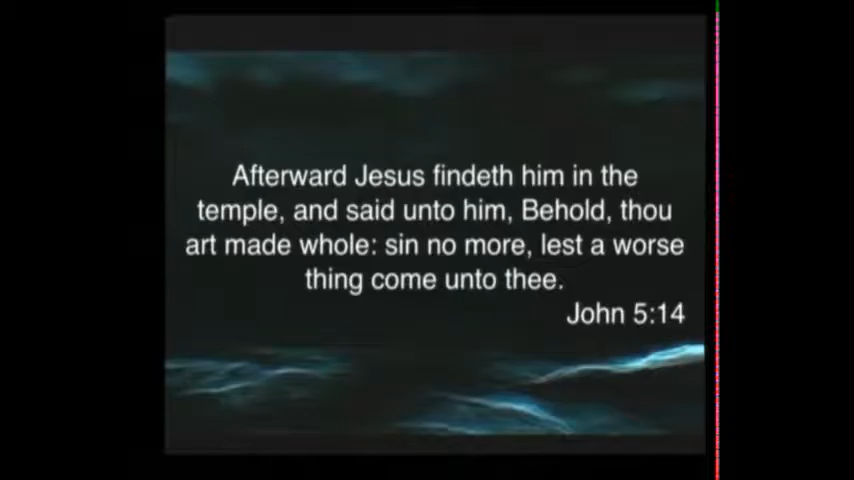 Afterward Jesus findeth him in the
temple, and said unto him, Behold, thou
art made whole: sin no more, lest a worse
thing come unto thee.
John 5:14